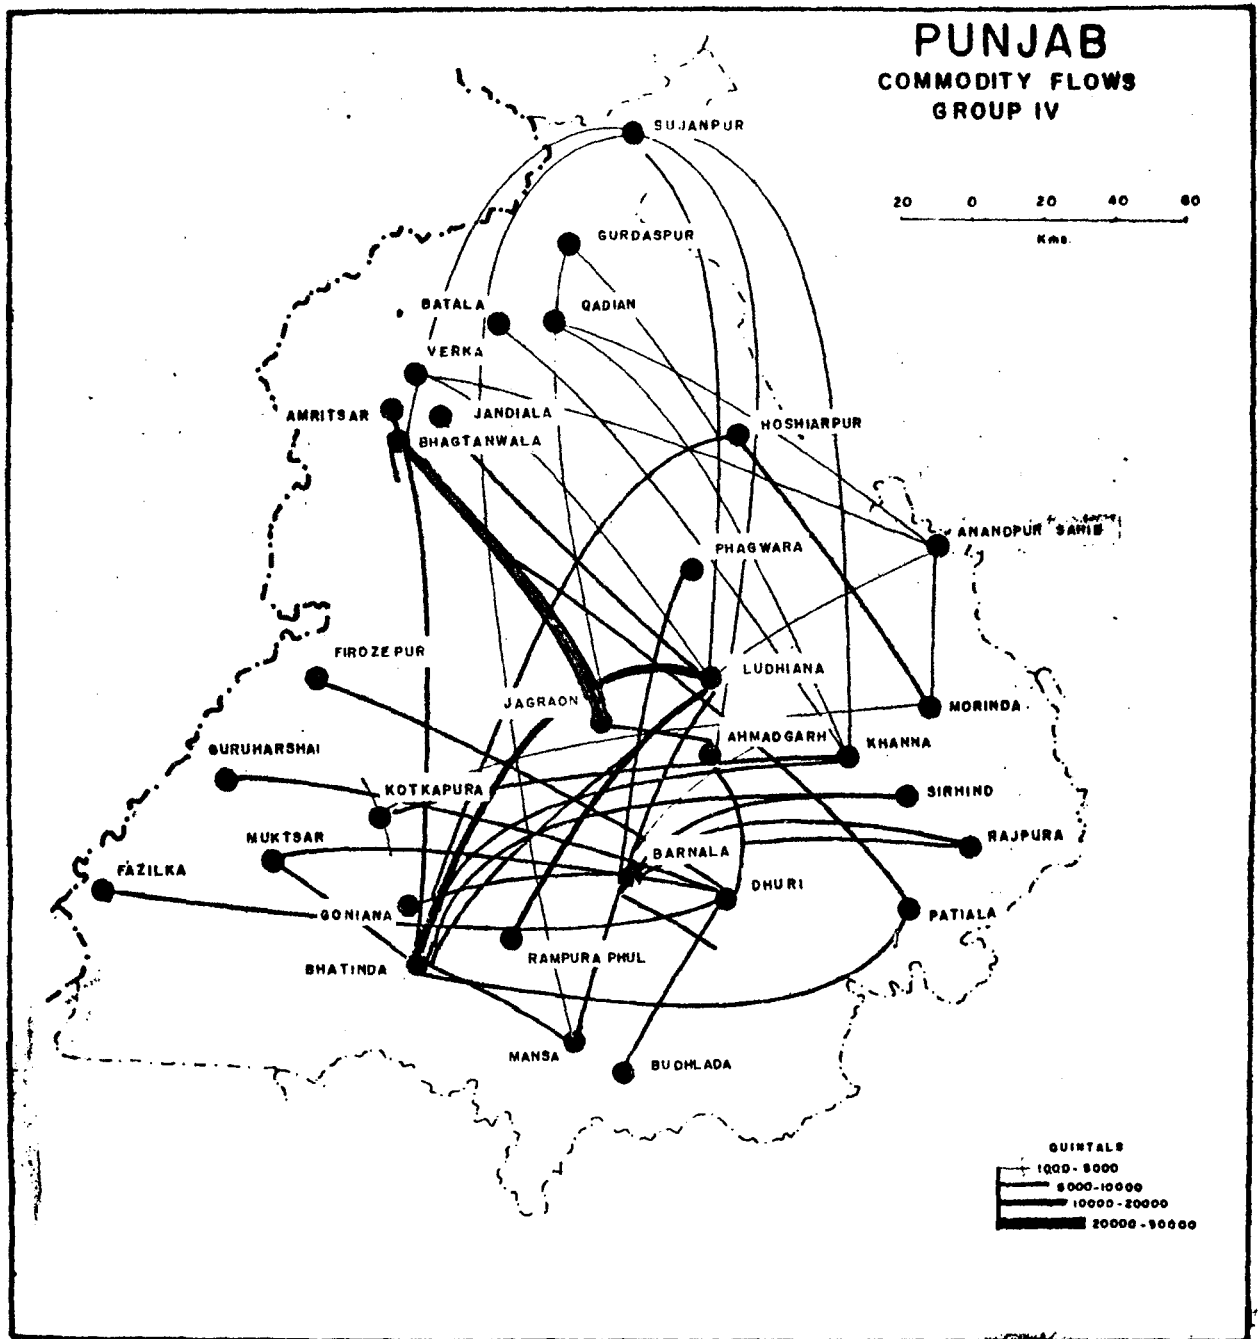 PUNJAB
COMMODITY FLOWS
GROUP IV
20 0 20 40 60
Kms.
SUJANPUR
GURDASPUR
BATALA
QADIAN
VERKA
AMRITSAR
JANDIALA
HOSHIARPUR
BHAGTANWALA
ANANDPUR SAHIB
PHAGWARA
FIROZEPUR
LUDHIANA
JAGRAON
MORINDA
AHMADGARH
KHANNA
GURUHARSHAI
KOTKAPURA
SIRHIND
MUKTSAR
RAJPURA
BARNALA
FAZILKA
DHURI
GONIANA
PATIALA
RAMPURA PHUL
BHATINDA
MANSA
BUDHLADA
QUINTALS
1000-5000
5000-10000
10000-20000
20000-50000